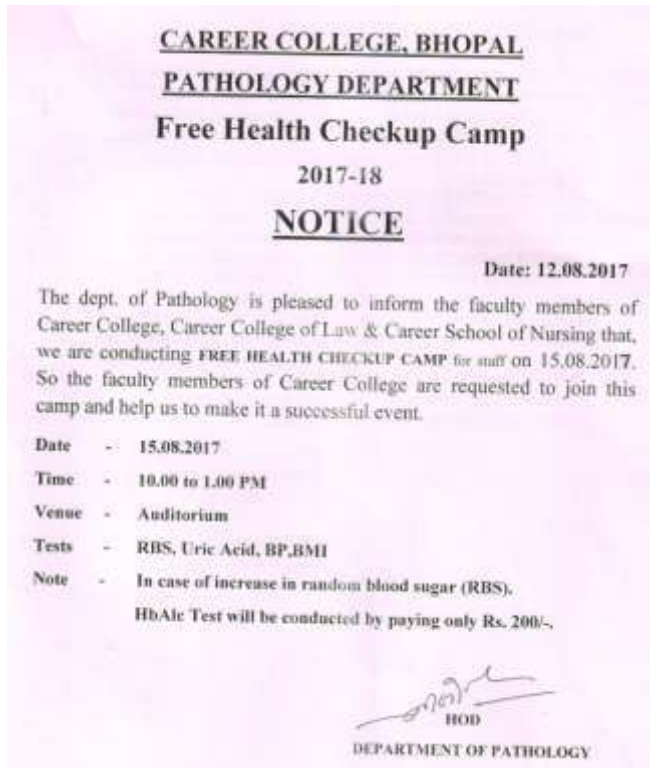 CAREER COLLEGE, BHOPAL
PATHOLOGY DEPARTMENT
Free Health Checkup Camp
2017-18
NOTICE
Date: 12.08.2017
The dept. of Pathology is pleased to inform the faculty members of
Career College, Career College of Law & Career School of Nursing that,
we are conducting FREE HEALTH CHECKUP CAMP for staff on 15.08.2017.
So the faculty members of Career College are requested to join this
camp and help us to make it a successful event.
Date - 15.08.2017
Time - 10.00 to 1.00 PM
Venue - Auditorium
Tests - RBS, Uric Acid, BP,BMI
Note - In case of increase in random blood sugar (RBS),
HbAlc Test will be conducted by paying only Rs. 200/-.
HOD
DEPARTMENT OF PATHOLOGY